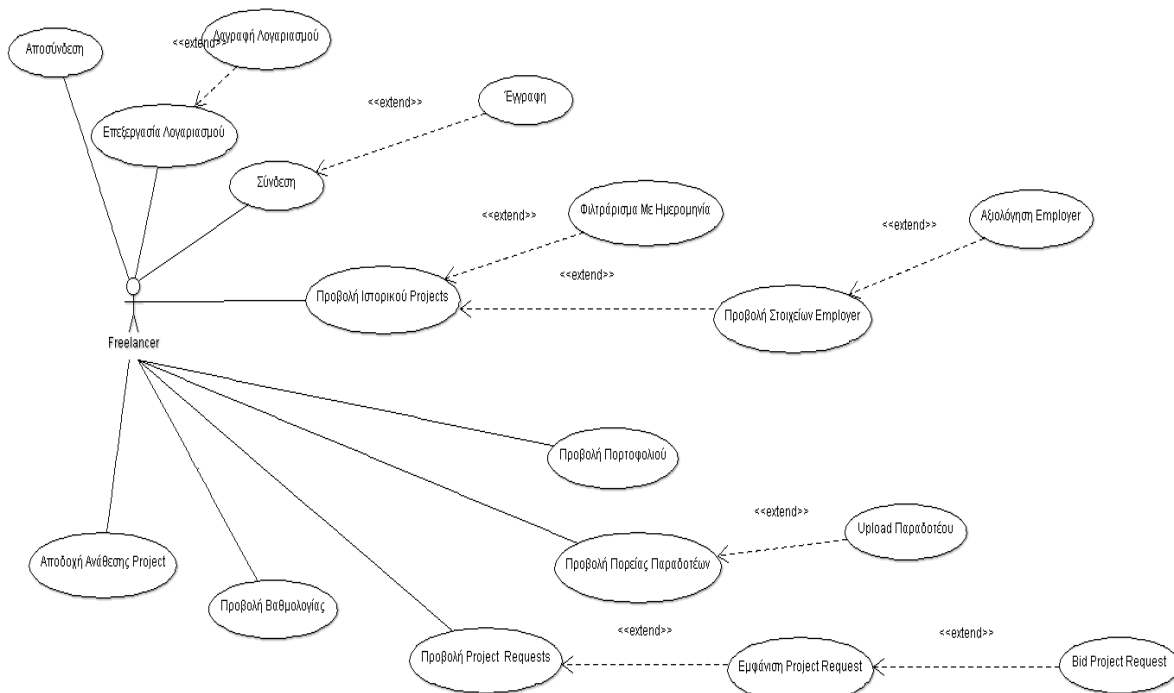 Αποσύνδεση
<<extend>>
Διαγραφή Λογαριασμού
Επεξεργασία Λογαριασμού
<<extend>>
Έγγραφη
Σύνδεση
<<extend>>
Φιλτράρισμα Με Ημερομηνία
<<extend>>
Αξιολόγηση Employer
<<extend>>
Προβολή Ιστορικού Projects
Προβολή Στοιχείων Employer
Freelancer
Προβολή Πορτοφολιού
<<extend>>
Upload Παραδοτέου
Αποδοχή Ανάθεσης Project
Προβολή Πορείας Παραδοτέων
Προβολή Βαθμολογίας
<<extend>>
<<extend>>
Προβολή Project Requests
Εμφάνιση Project Request
Bid Project Request